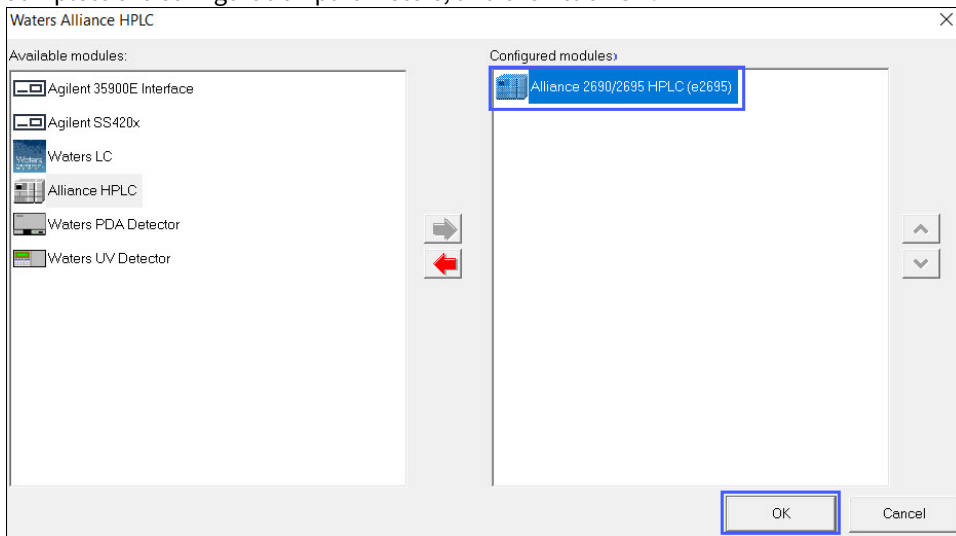 Waters Alliance HPLC
Available modules:
Configured modules:
Agilent 35900E Interface
Agilent SS420x
Waters LC
Alliance HPLC
Waters PDA Detector
Waters UV Detector
Alliance 2690/2695 HPLC (e2695)
OK
Cancel